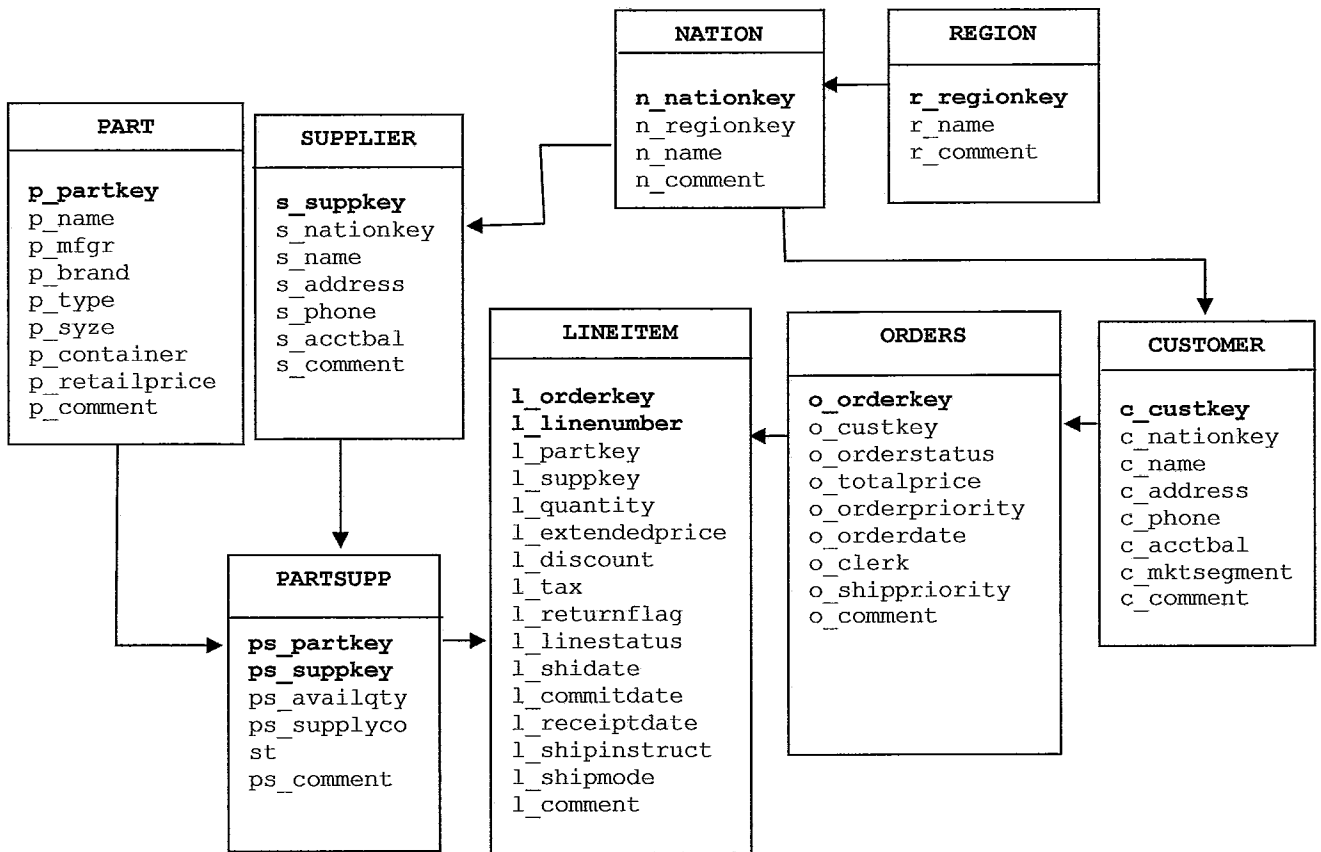 NATION
n_nationkey
n_regionkey
n_name
n_comment
REGION
r_regionkey
r_name
r_comment
PART
p_partkey
p_name
p_mfgr
p_brand
p_type
p_syze
p_container
p_retailprice
p_comment
SUPPLIER
s_suppkey
s_nationkey
s_name
s_address
s_phone
s_acctbal
s_comment
LINEITEM
l_orderkey
l_linenumber
l_partkey
l_suppkey
l_quantity
l_extendedprice
l_discount
l_tax
l_returnflag
l_linestatus
l_shidate
l_commitdate
l_receiptdate
l_shipinstruct
l_shipmode
l_comment
ORDERS
o_orderkey
o_custkey
o_orderstatus
o_totalprice
o_orderpriority
o_orderdate
o_clerk
o_shippriority
o_comment
CUSTOMER
c_custkey
c_nationkey
c_name
c_address
c_phone
c_acctbal
c_mktsegment
c_comment
PARTSUPP
ps_partkey
ps_suppkey
ps_availqty
ps_supplyco
st
ps_comment